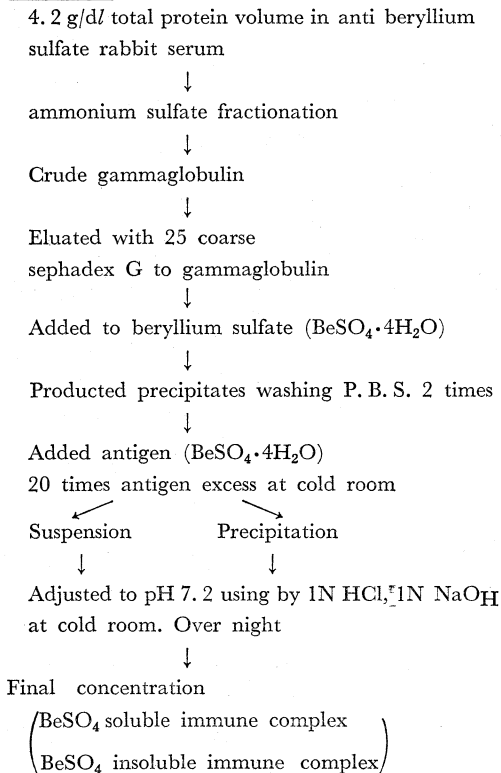 4. 2 g/dl total protein volume in anti beryllium
sulfate rabbit serum
↓
ammonium sulfate fractionation
↓
Crude gammaglobulin
↓
Eluated with 25 coarse
sephadex G to gammaglobulin
↓
Added to beryllium sulfate (BeSO₄·4H₂O)
↓
Producted precipitates washing P. B. S. 2 times
↓
Added antigen (BeSO₄·4H₂O)
20 times antigen excess at cold room
Suspension Precipitation
↓ ↓
Adjusted to pH 7. 2 using by 1N HCl, 1N NaOH
at cold room. Over night
↓
Final concentration
(BeSO₄ soluble immune complex
BeSO₄ insoluble immune complex)